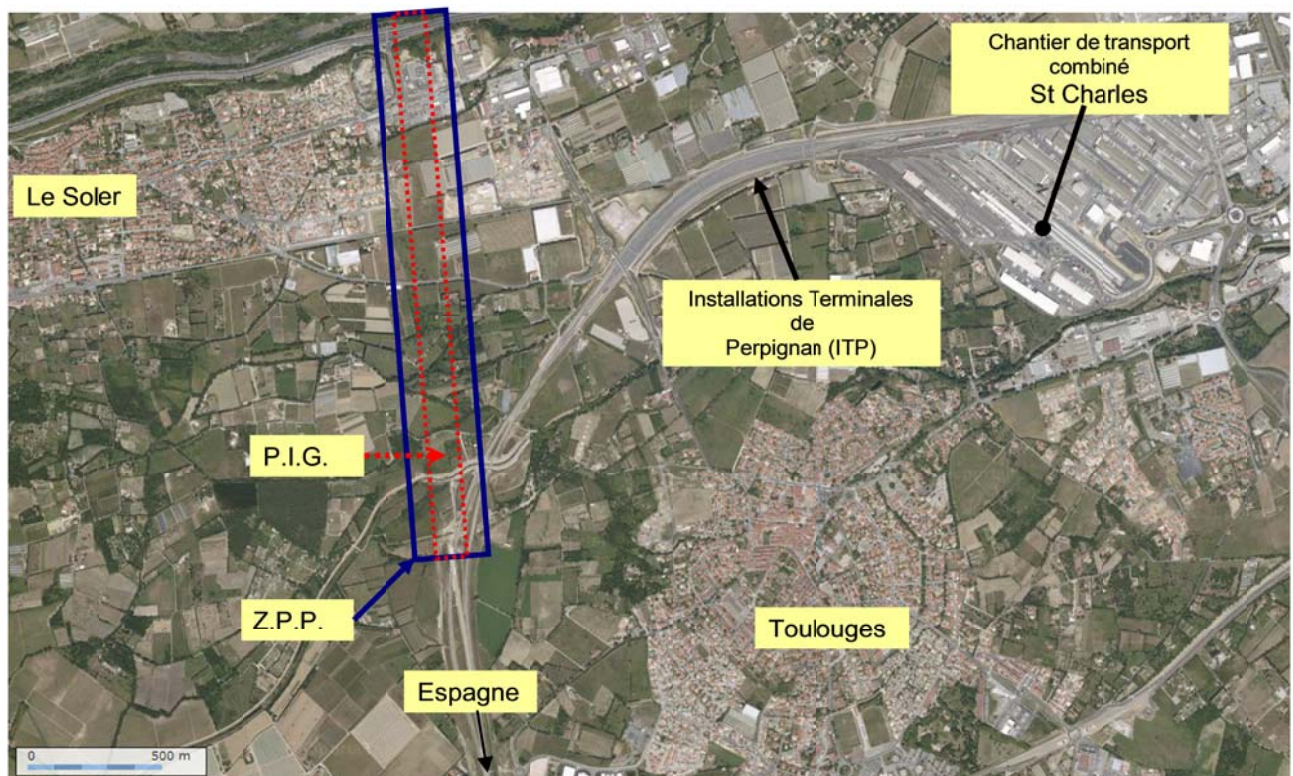 Chantier de transport
combiné
St Charles
Le Soler
Installations Terminales
de
Perpignan (ITP)
P.I.G.
Z.P.P.
Toulouges
Espagne
0 500 m